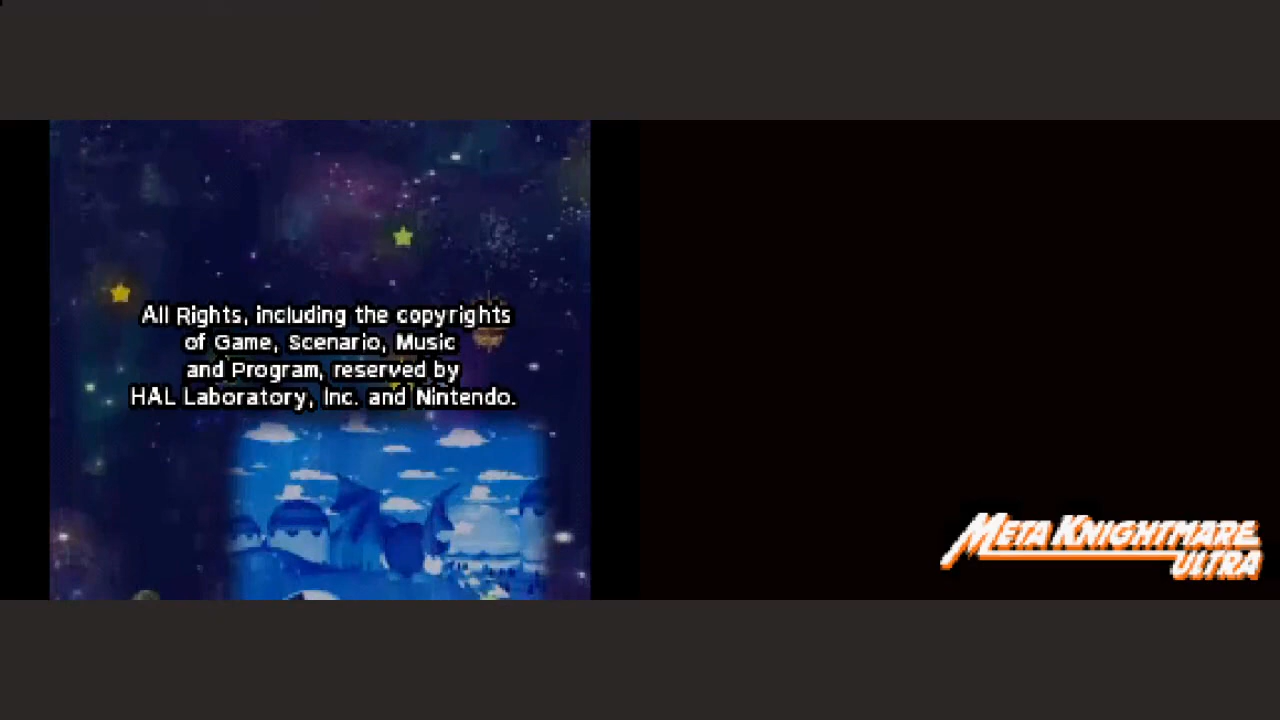 All Rights, including the copyrights
of Game, Scenario, Music
and Program, reserved by
HAL Laboratory, Inc. and Nintendo.
META KNIGHTMARE
ULTRA